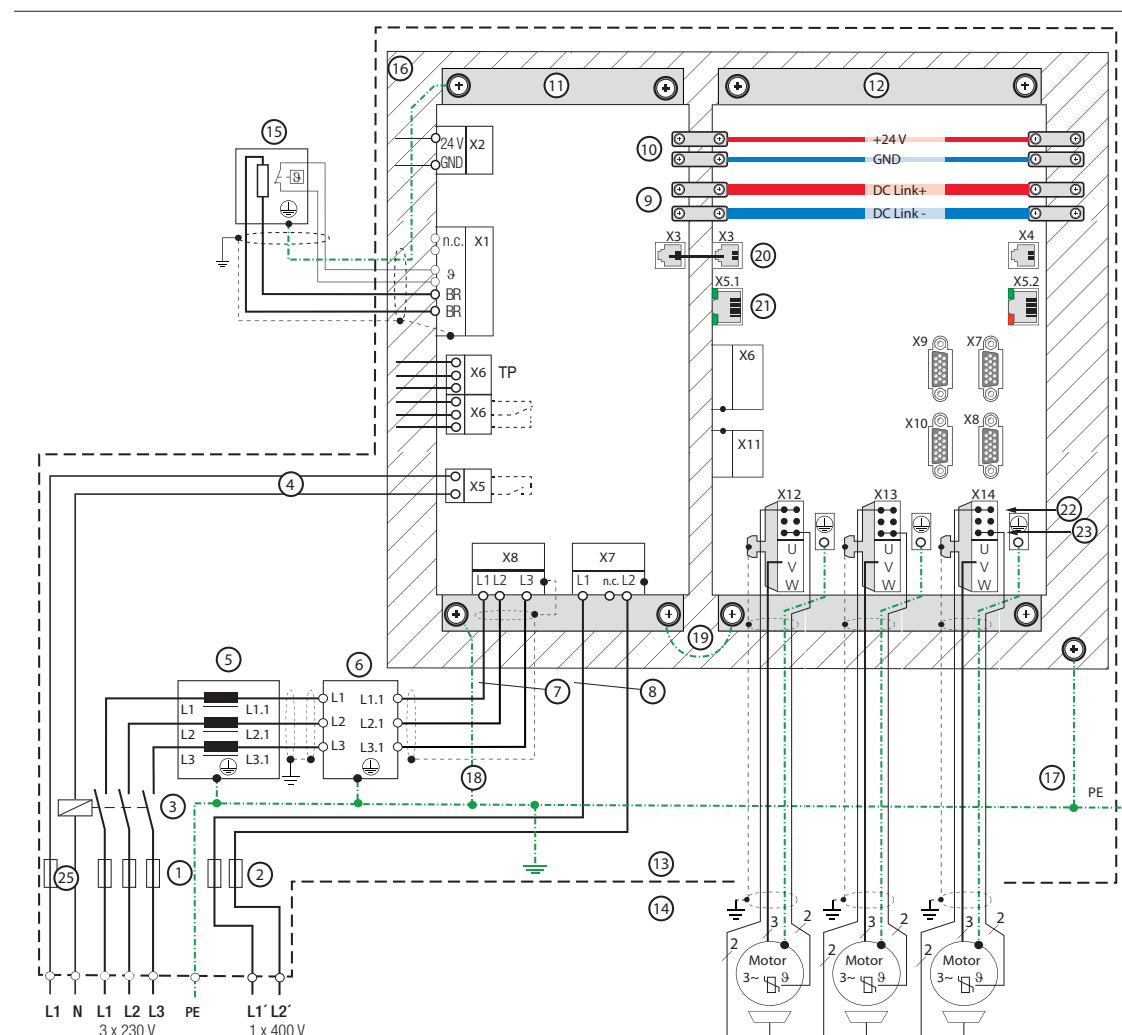 16
11
12
15
24 V
X2
GND
10
+24 V
GND
ϑ
9
DC Link+
DC Link -
n.c.
X1
X3
X3
20
X4
ϑ
BR
BR
X5.1
21
X5.2
X6
TP
X6
X6
X9
X7
X11
X10
X8
4
X5
X12
X13
X14
22
23
U
V
W
U
V
W
U
V
W
X8
X7
L1 L2 L3
L1 n.c. L2
19
5
6
7
8
L1 L1.1
L2 L2.1
L3 L3.1
L1 L1.1
L2 L2.1
L3 L3.1
18
17
PE
3
25
1
2
13
14
3
2
2
3
2
2
3
2
2
Motor
3~
ϑ
Motor
3~
ϑ
Motor
3~
ϑ
L1 N L1 L2 L3 PE L1´ L2´
3 x 230 V 1 x 400 V